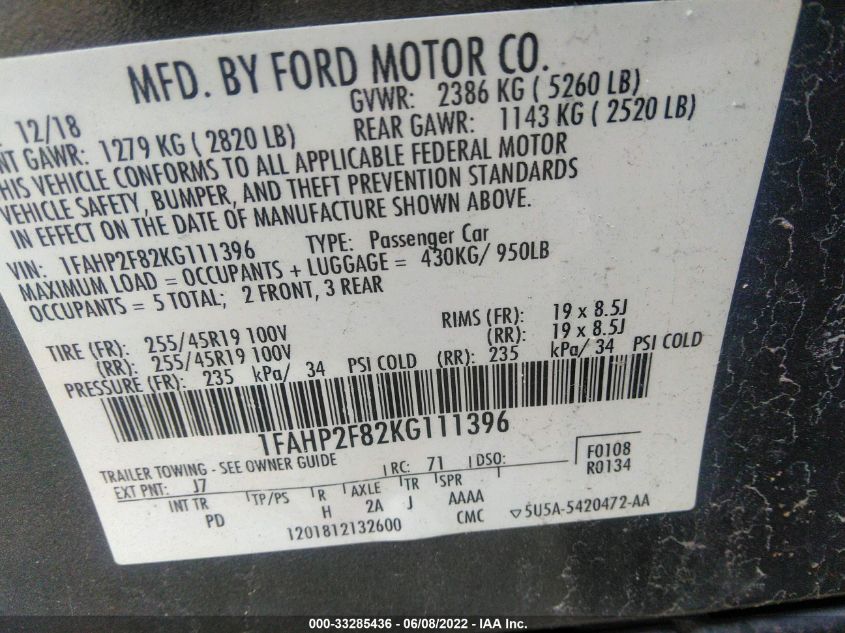 MFD. BY FORD MOTOR CO.
12/18 GVWR: 2386 KG ( 5260 LB)
NT GAWR: 1279 KG ( 2820 LB) REAR GAWR: 1143 KG ( 2520 LB)
HIS VEHICLE CONFORMS TO ALL APPLICABLE FEDERAL MOTOR
VEHICLE SAFETY, BUMPER, AND THEFT PREVENTION STANDARDS
IN EFFECT ON THE DATE OF MANUFACTURE SHOWN ABOVE.
VIN: 1FAHP2F82KG111396 TYPE: Passenger Car
MAXIMUM LOAD = OCCUPANTS + LUGGAGE = 430KG/ 950LB
OCCUPANTS = 5 TOTAL; 2 FRONT, 3 REAR
TIRE (FR): 255/45R19 100V RIMS (FR): 19 x 8.5J
(RR): 255/45R19 100V (RR): 19 x 8.5J
PRESSURE (FR): 235 kPa/ 34 PSI COLD (RR): 235 kPa/ 34 PSI COLD
1FAHP2F82KG111396
TRAILER TOWING - SEE OWNER GUIDE F0108
EXT PNT: J7 RC: 71 DSO: R0134
INT TR TP/PS R AXLE TR SPR
PD H 2A J AAAA
1201812132600 CMC ▽5U5A-5420472-AA
000-33285436 - 06/08/2022 - IAA Inc.